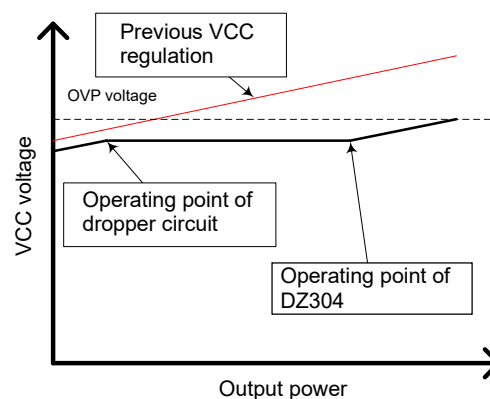 Previous VCC
regulation
OVP voltage
Operating point of
dropper circuit
Operating point of
DZ304
VCC voltage
Output power